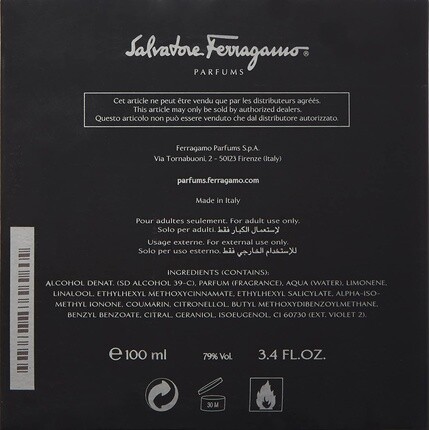 Salvatore Ferragamo®
PARFUMS
Cet article ne peut être vendu que par les distributeurs agréés.
This article may only be sold by authorized dealers.
Questo articolo non può essere venduto che dal distributore autorizzato.
Ferragamo Parfums S.p.A.
Via Tornabuoni, 2 - 50123 Firenze (Italy)
parfums.ferragamo.com
Made in Italy
Pour adultes seulement. For adult use only.
Solo per adulti. لإستعمال الكبار فقط.
Usage externe. For external use only.
Solo per uso esterno. للإستخدام الخارجي فقط.
INGREDIENTS (CONTAINS):
ALCOHOL DENAT. (SD ALCOHOL 39-C), PARFUM (FRAGRANCE), AQUA (WATER), LIMONENE,
LINALOOL, ETHYLHEXYL METHOXYCINNAMATE, ETHYLHEXYL SALICYLATE, ALPHA-ISO-
METHYL IONONE, COUMARIN, CITRONELLOL, BUTYL METHOXYDIBENZOYLMETHANE,
BENZYL BENZOATE, CITRAL, GERANIOL, ISOEUGENOL, CI 60730 (EXT. VIOLET 2).
℮100 ml 79% Vol. 3.4 FL.OZ.
30 M